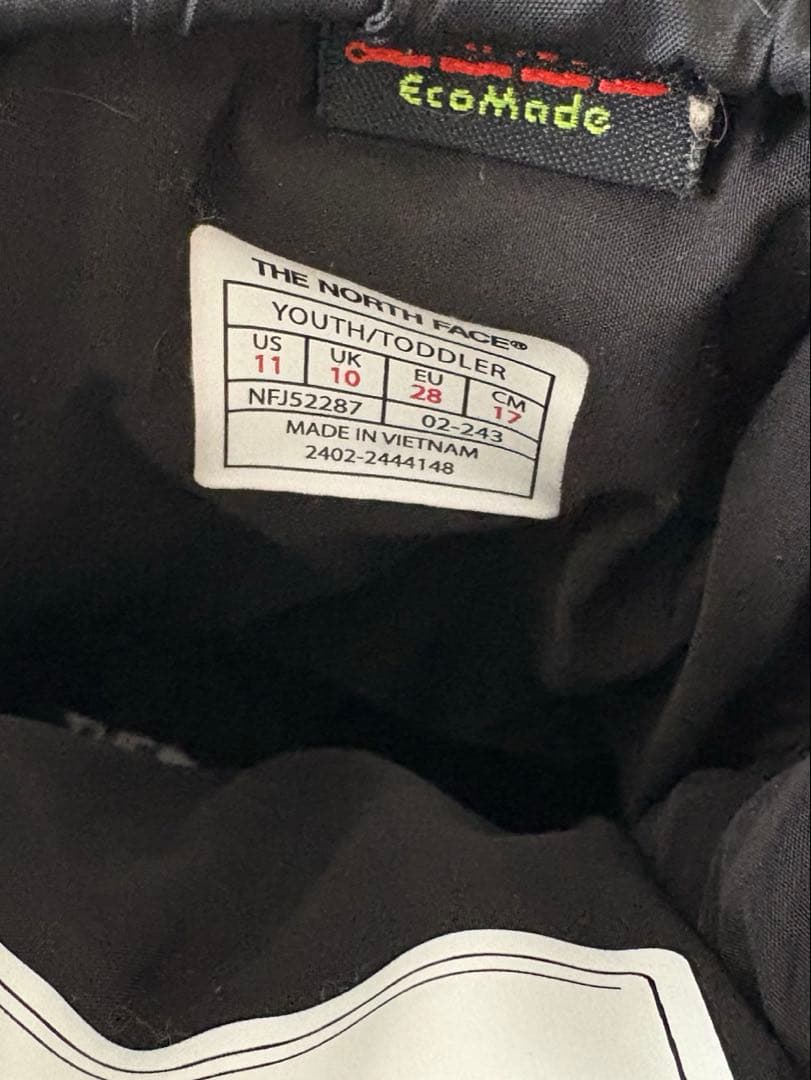 EcoMade
THE NORTH FACE®
YOUTH/TODDLER
US UK EU CM
11 10 28 17
NFJ52287 02-243
MADE IN VIETNAM
2402-2444148